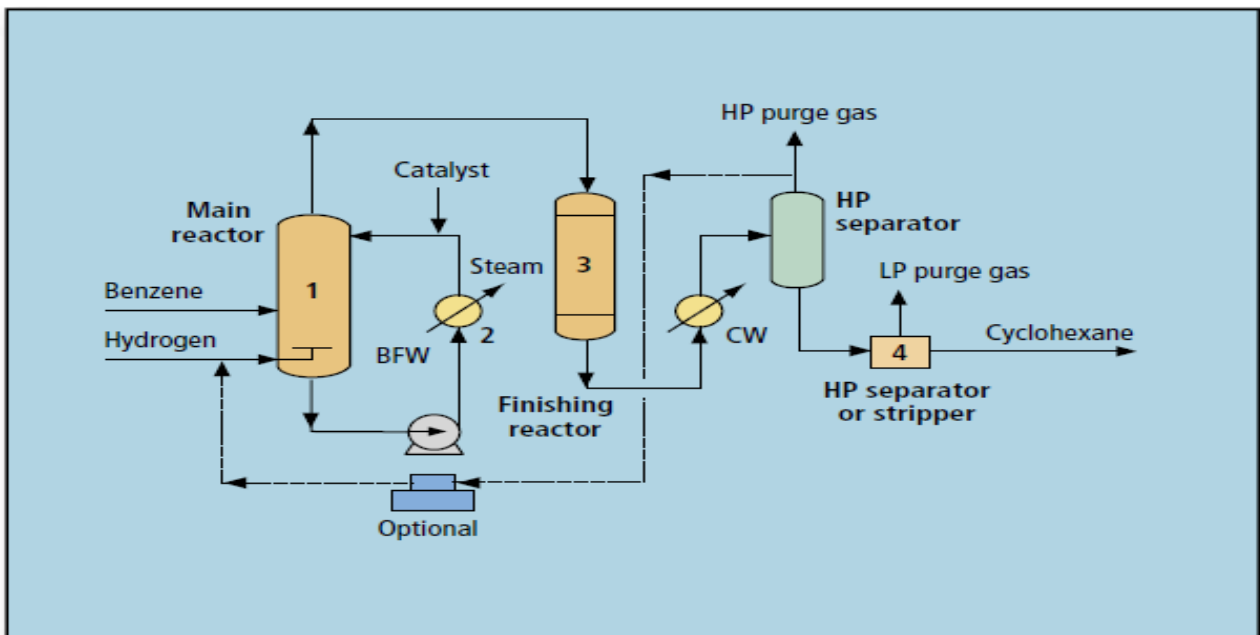 HP purge gas
Catalyst
Main
reactor
HP
separator
Steam
3
LP purge gas
Benzene
1
Hydrogen
BFW
2
CW
Cyclohexane
4
Finishing
reactor
HP separator
or stripper
Optional